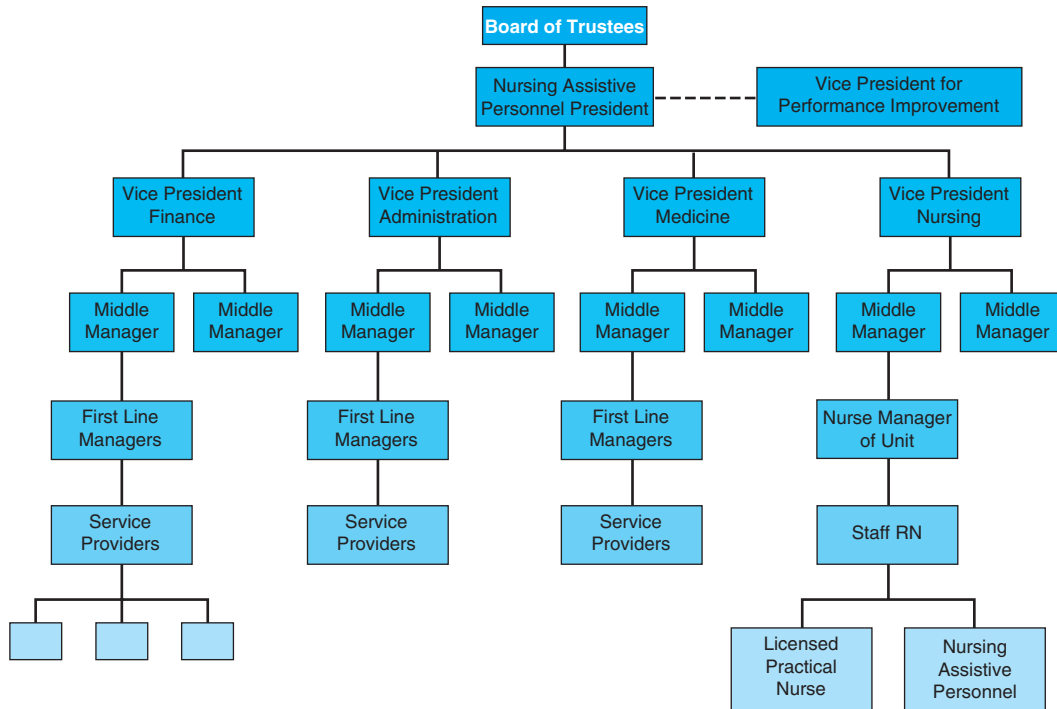 Board of Trustees
Nursing Assistive
Personnel President
Vice President for
Performance Improvement
Vice President
Finance
Vice President
Administration
Vice President
Medicine
Vice President
Nursing
Middle
Manager
Middle
Manager
Middle
Manager
Middle
Manager
Middle
Manager
Middle
Manager
Middle
Manager
Middle
Manager
First Line
Managers
First Line
Managers
First Line
Managers
Nurse Manager
of Unit
Service
Providers
Service
Providers
Service
Providers
Staff RN
Licensed
Practical
Nurse
Nursing
Assistive
Personnel